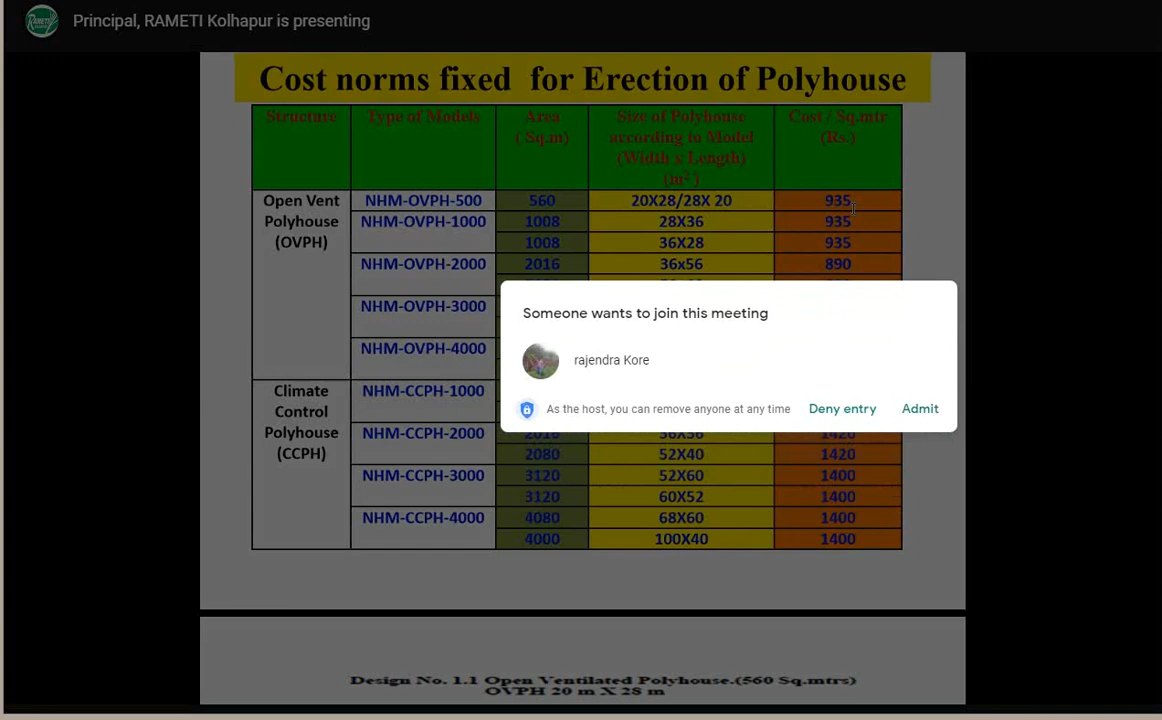 RAMETI
Principal, RAMETI Kolhapur is presenting
Cost norms fixed for Erection of Polyhouse
Structure Type of Models Area ( Sq.m) Size of Polyhouse according to Model (Width x Length) (m² ) Cost / Sq.mtr (Rs.)
Open Vent Polyhouse (OVPH)
NHM-OVPH-500 560 20X28/28X 20 935
NHM-OVPH-1000 1008 28X36 935
1008 36X28 935
NHM-OVPH-2000 2016 36x56 890
NHM-OVPH-3000
NHM-OVPH-4000
Someone wants to join this meeting
rajendra Kore
As the host, you can remove anyone at any time Deny entry Admit
Climate Control Polyhouse (CCPH)
NHM-CCPH-1000
NHM-CCPH-2000 2016 36X56 1420
2080 52X40 1420
NHM-CCPH-3000 3120 52X60 1400
3120 60X52 1400
NHM-CCPH-4000 4080 68X60 1400
4000 100X40 1400
Design No. 1.1 Open Ventilated Polyhouse.(560 Sq.mtrs)
OVPH 20 m X 28 m